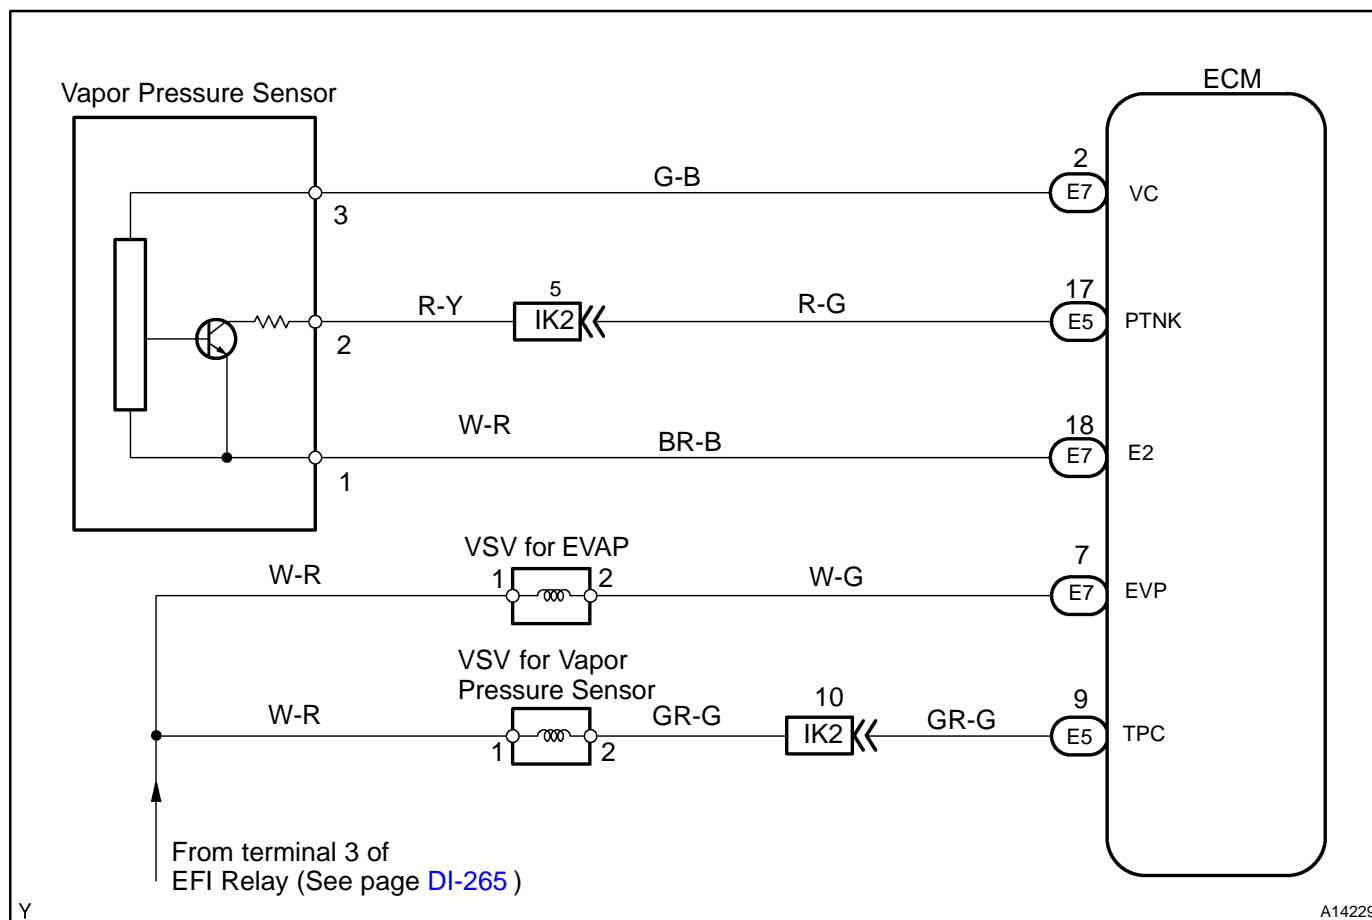 ECM
Vapor Pressure Sensor
G-B
2
E7
VC
3
R-Y
5
IK2
R-G
17
E5
PTNK
2
W-R
BR-B
18
E7
E2
1
VSV for EVAP
W-R
1
2
W-G
7
E7
EVP
VSV for Vapor
Pressure Sensor
W-R
1
2
GR-G
10
IK2
GR-G
9
E5
TPC
From terminal 3 of
EFI Relay (See page DI-265 )
Y
A14229